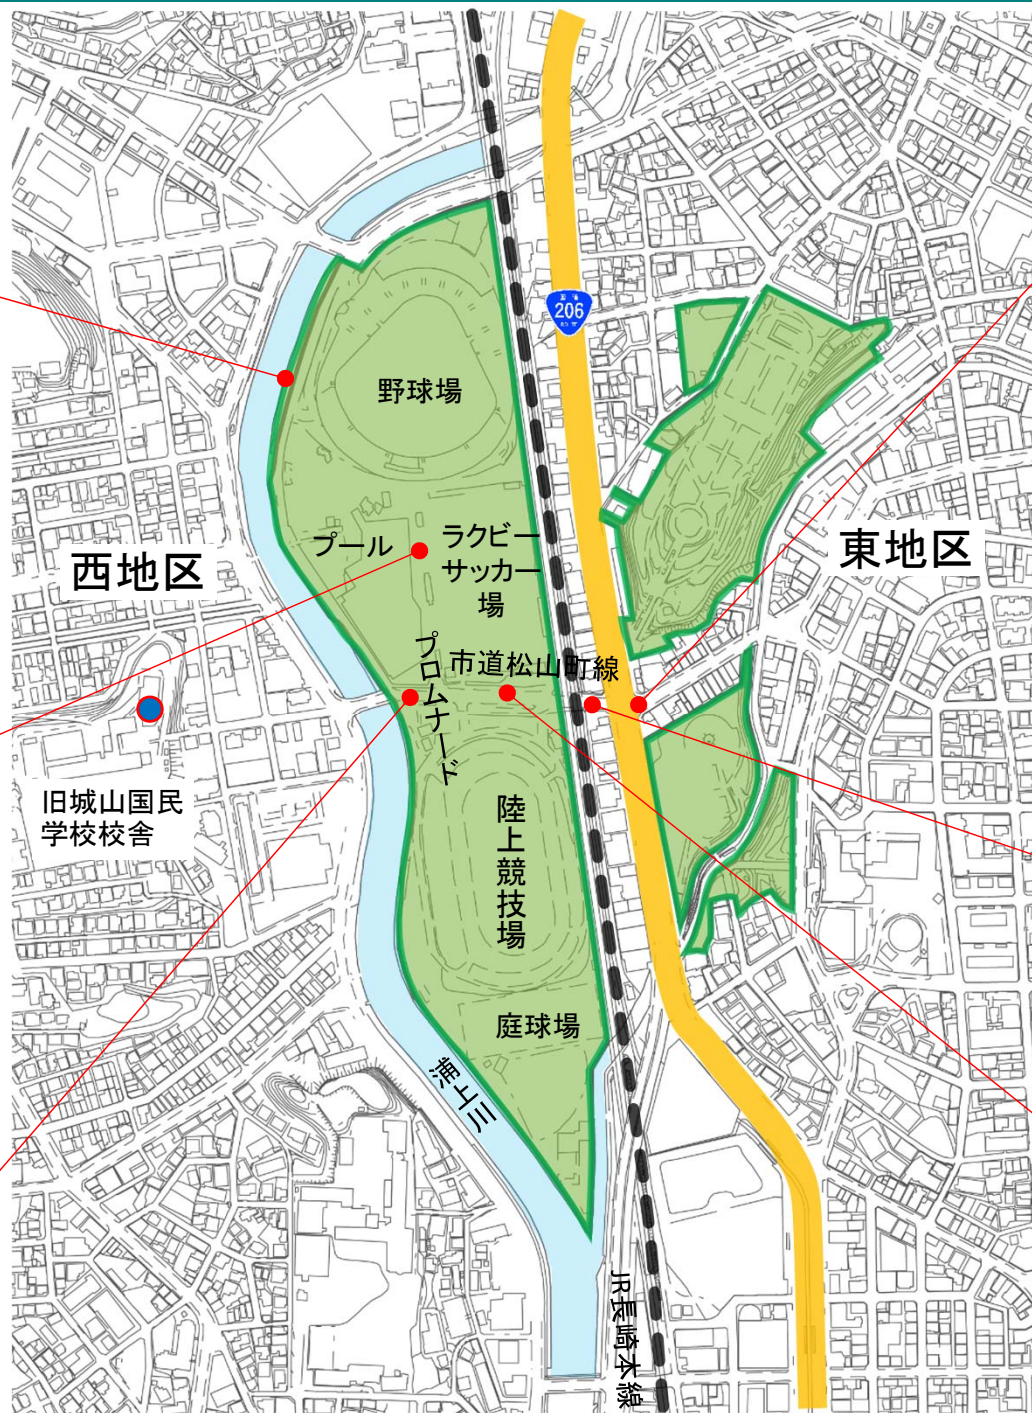 206
野球場
プール
ラクビー
サッカー
場
西地区
東地区
プロムナード
市道松山町線
旧城山国民
学校校舎
陸上競技場
庭球場
浦上川
JR長崎本線